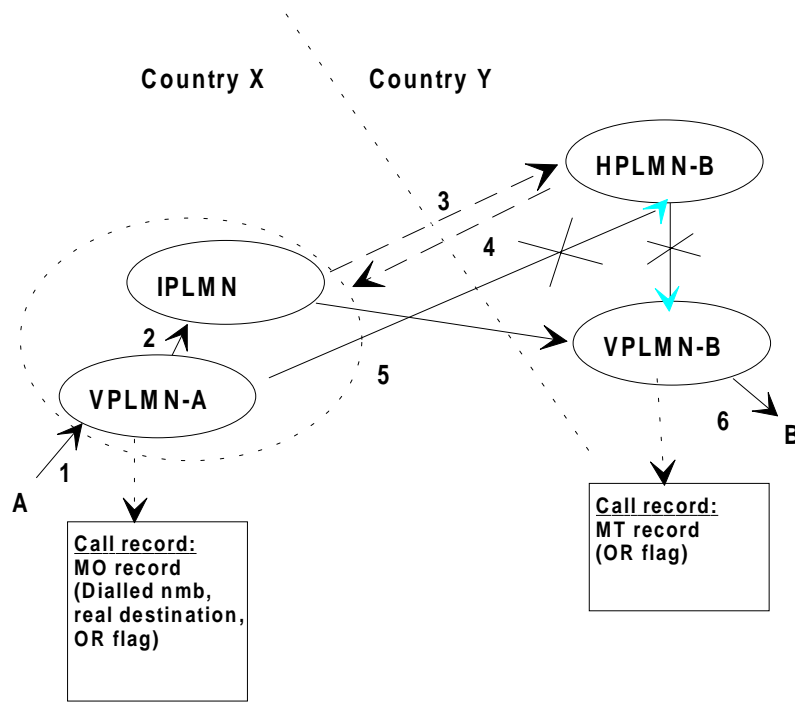 Country X
Country Y
HPLMN-B
3
4
IPLMN
2
VPLMN-B
5
VPLMN-A
6
B
1
A
Call record:
MO record
(Dialled nmb,
real destination,
OR flag)
Call record:
MT record
(OR flag)